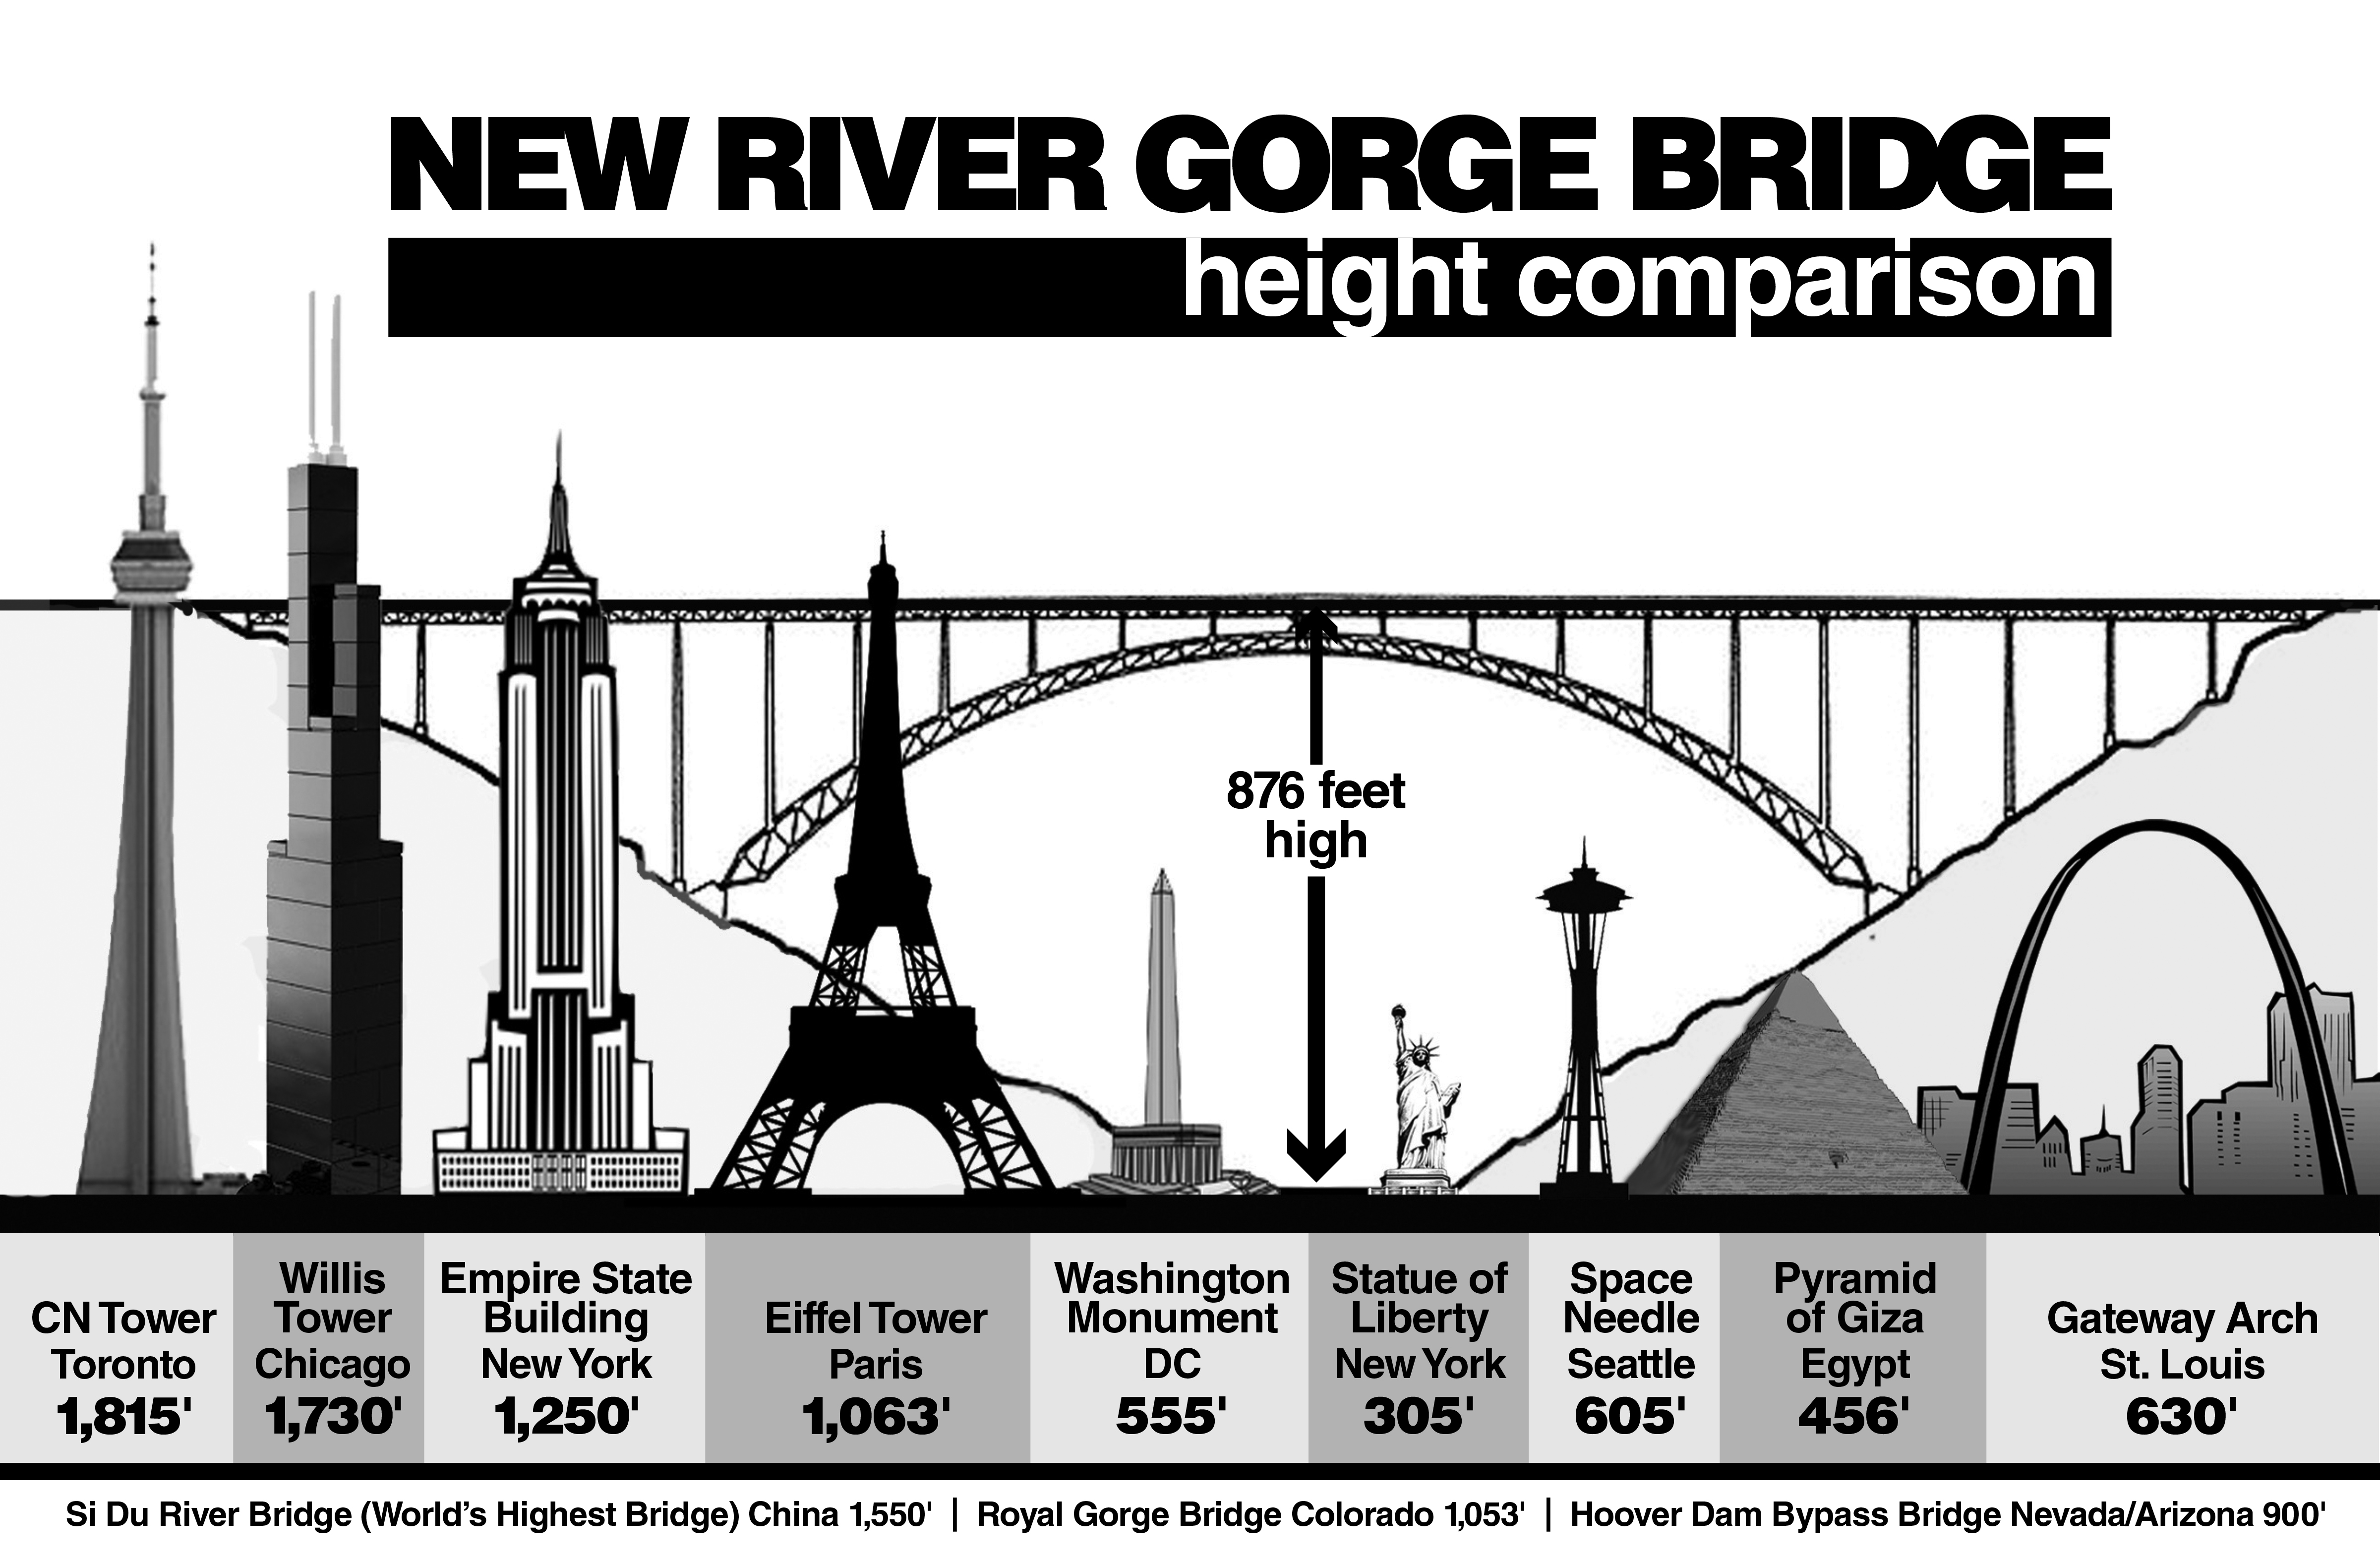 NEW RIVER GORGE BRIDGE
height comparison
876 feet
high
CN Tower
Toronto
1,815'
Willis
Tower
Chicago
1,730'
Empire State
Building
New York
1,250'
Eiffel Tower
Paris
1,063'
Washington
Monument
DC
555'
Statue of
Liberty
New York
305'
Space
Needle
Seattle
605'
Pyramid
of Giza
Egypt
456'
Gateway Arch
St. Louis
630'
Si Du River Bridge (World’s Highest Bridge) China 1,550' | Royal Gorge Bridge Colorado 1,053' | Hoover Dam Bypass Bridge Nevada/Arizona 900'